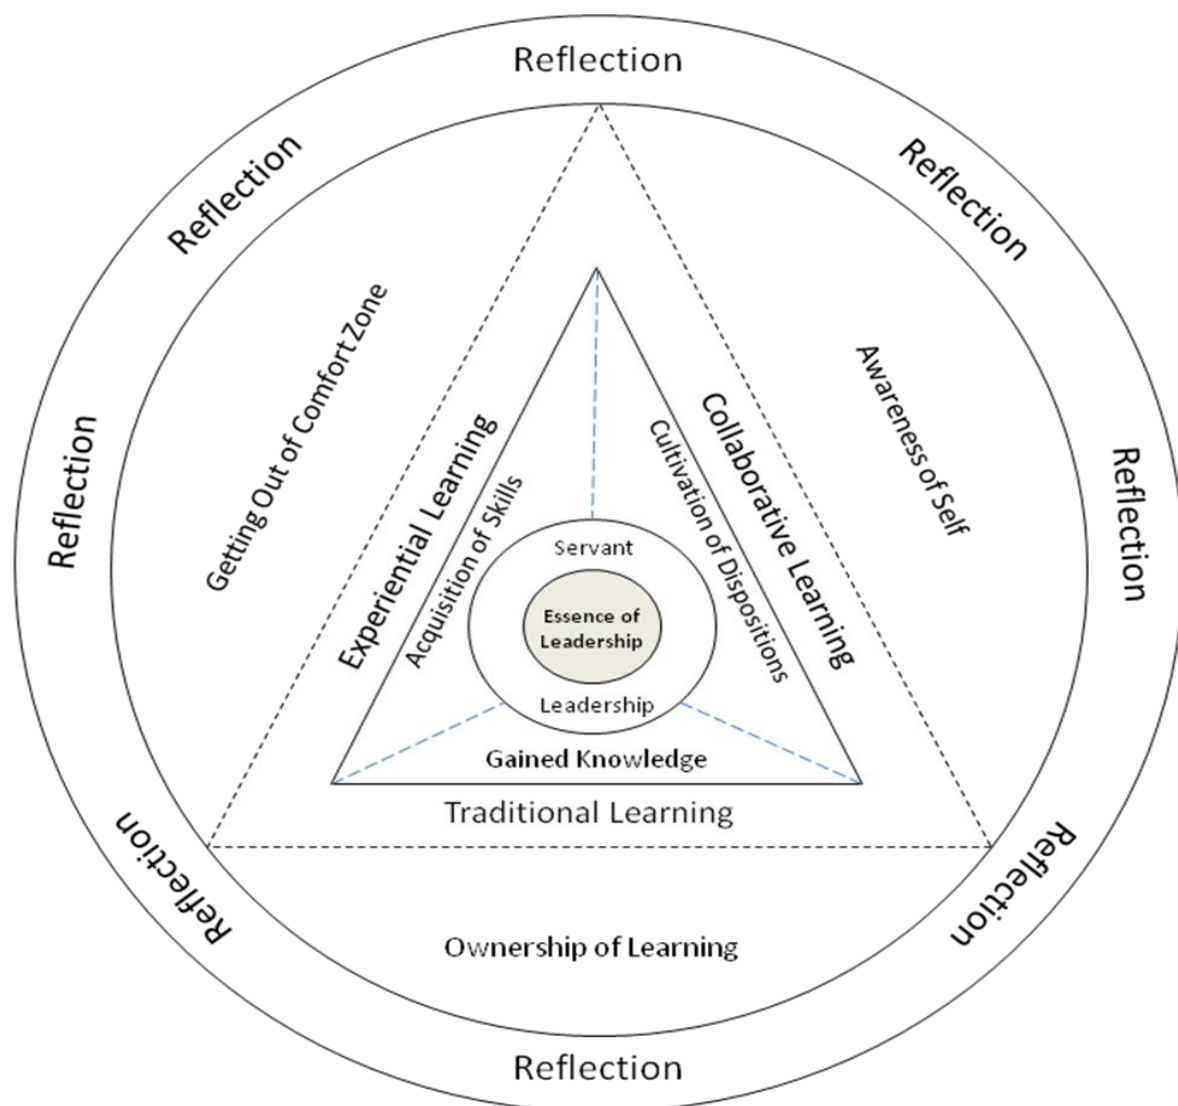 Reflection
Reflection
Reflection
Getting Out of Comfort Zone
Awareness of Self
Reflection
Reflection
Experiential Learning
Collaborative Learning
Acquisition of Skills
Cultivation of Dispositions
Servant
Essence of
Leadership
Leadership
Gained Knowledge
Traditional Learning
Reflection
Reflection
Ownership of Learning
Reflection